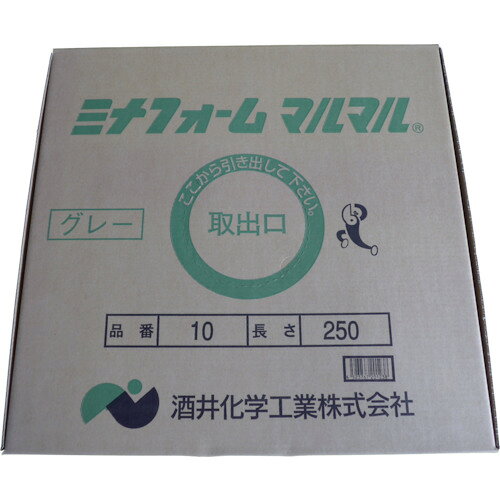 ミナフォーム マルマル®
ここから引き出して下さい。
グレー
取出口
品番 10 長さ 250
酒井化学工業株式会社